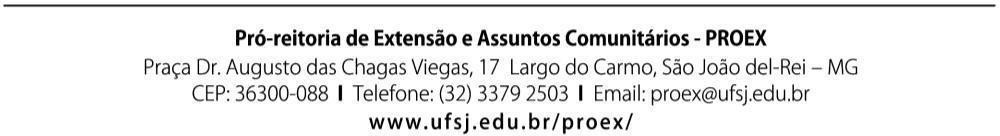 Pró-reitoria de Extensão e Assuntos Comunitários - PROEX
Praça Dr. Augusto das Chagas Viegas, 17 Largo do Carmo, São João del-Rei – MG
CEP: 36300-088 I Telefone: (32) 3379 2503 I Email: proex@ufsj.edu.br
www.ufsj.edu.br/proex/